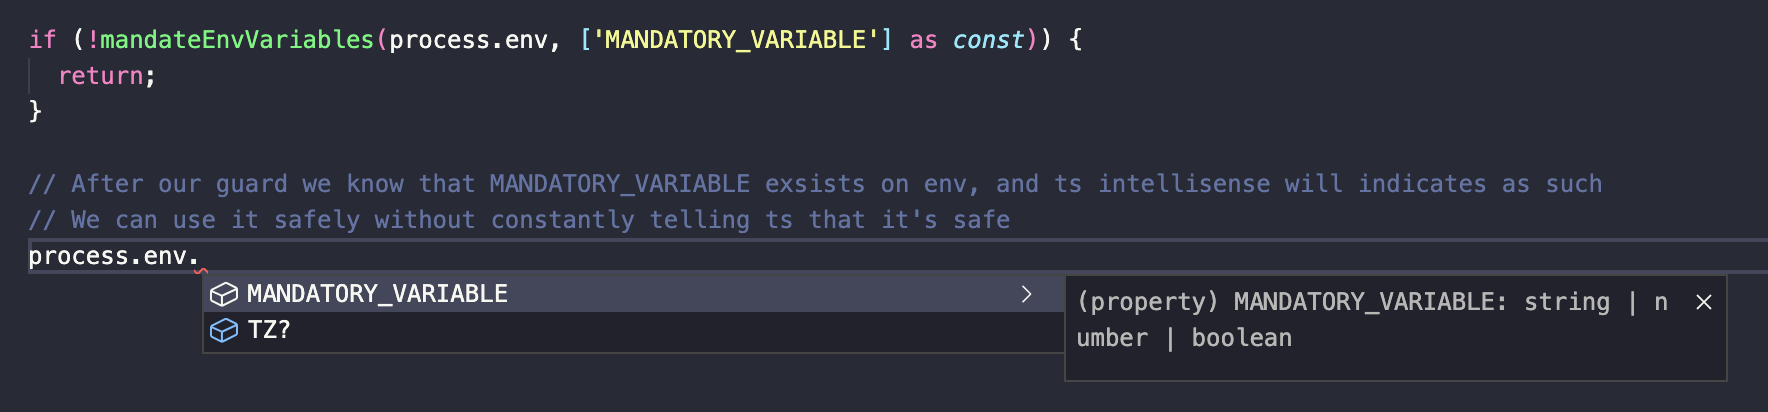 if (!mandateEnvVariables(process.env, ['MANDATORY_VARIABLE'] as const)) {
  return;
}
// After our guard we know that MANDATORY_VARIABLE exsists on env, and ts intellisense will indicates as such
// We can use it safely without constantly telling ts that it's safe
process.env.
MANDATORY_VARIABLE
TZ?
(property) MANDATORY_VARIABLE: string | n
umber | boolean